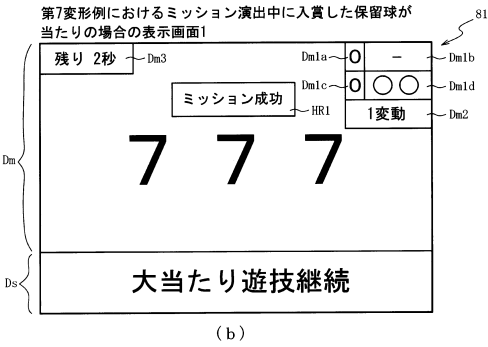 第7変形例におけるミッション演出中に入賞した保留球が
当たりの場合の表示画面1
81
残り 2秒
Dm3
Dm1a
0
−
Dm1b
Dm1c
0
○○
Dm1d
ミッション成功
HR1
1変動
Dm2
7 7 7
Dm
Ds
大当たり遊技継続
(b)